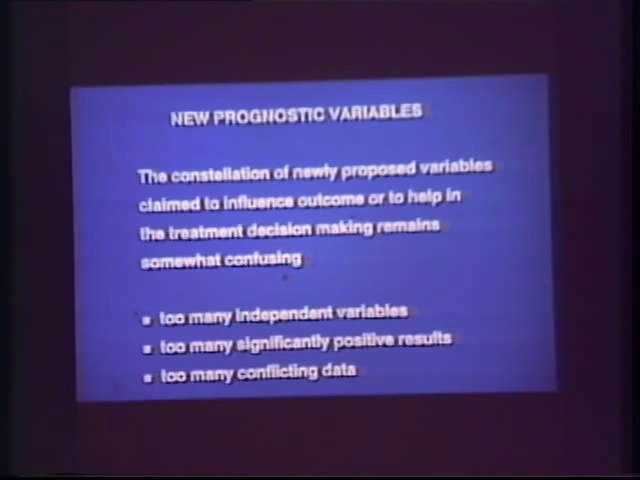 NEW PROGNOSTIC VARIABLES
The constellation of newly proposed variables
claimed to influence outcome or to help in
the treatment decision making remains
somewhat confusing
▪ too many independent variables
▪ too many significantly positive results
▪ too many conflicting data